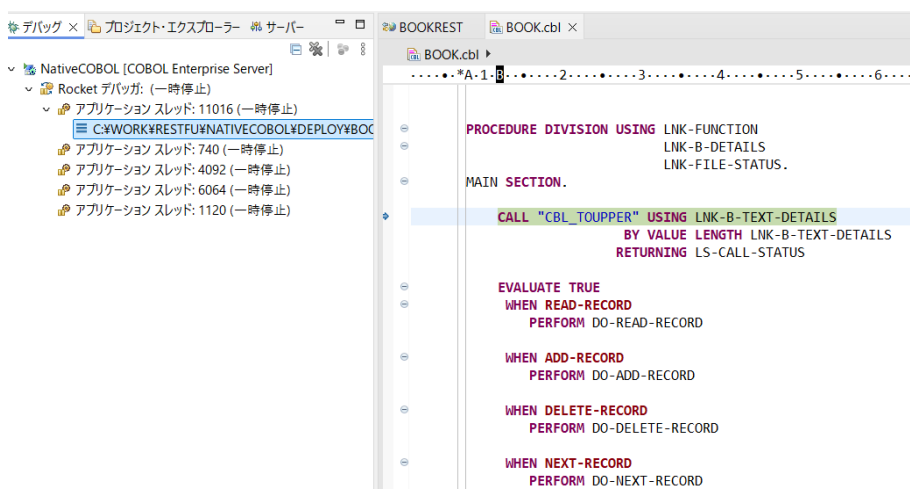 デバッグ × プロジェクト・エクスプローラー サーバー
NativeCOBOL [COBOL Enterprise Server]
Rocket デバッガ: (一時停止)
アプリケーション スレッド: 11016 (一時停止)
C:¥WORK¥RESTFU¥NATIVECOBOL¥DEPLOY¥BOO
アプリケーション スレッド: 740 (一時停止)
アプリケーション スレッド: 4092 (一時停止)
アプリケーション スレッド: 6064 (一時停止)
アプリケーション スレッド: 1120 (一時停止)
BOOKREST BOOK.cbl ×
BOOK.cbl
····•·*A·1·B··•····2····•····3····•····4····•····5····•····6····
PROCEDURE DIVISION USING LNK-FUNCTION
LNK-B-DETAILS
LNK-FILE-STATUS.
MAIN SECTION.
CALL "CBL_TOUPPER" USING LNK-B-TEXT-DETAILS
BY VALUE LENGTH LNK-B-TEXT-DETAILS
RETURNING LS-CALL-STATUS
EVALUATE TRUE
WHEN READ-RECORD
PERFORM DO-READ-RECORD
WHEN ADD-RECORD
PERFORM DO-ADD-RECORD
WHEN DELETE-RECORD
PERFORM DO-DELETE-RECORD
WHEN NEXT-RECORD
PERFORM DO-NEXT-RECORD